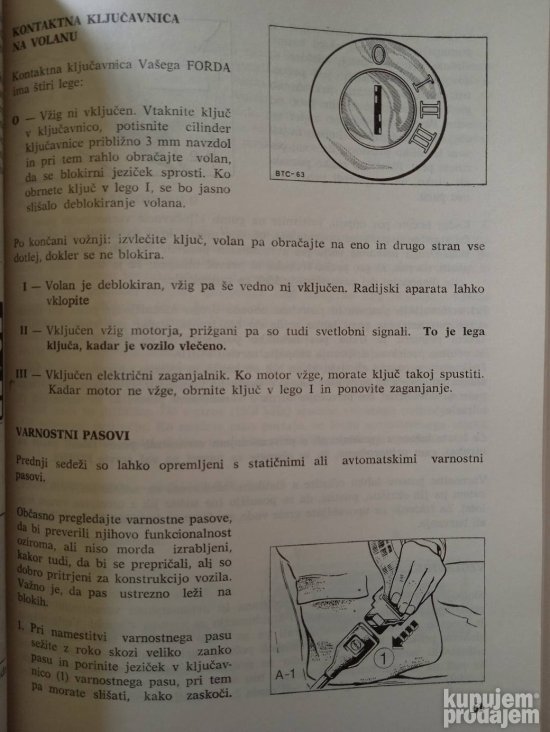 KONTAKTNA KLJUČAVNICA
NA VOLANU
Kontaktna ključavnica Vašega FORDA
ima štiri lege:
O — Vžig ni vključen. Vtaknite ključ
v ključavnico, potisnite cilinder
ključavnice približno 3 mm navzdol
in pri tem rahlo obračajte volan,
da se blokirni jeziček sprosti. Ko
obrnete ključ v lego I, se bo jasno
slišalo deblokiranje volana.
O
I
II
III
BTC-63
Po končani vožnji: izvlečite ključ, volan pa obračajte na eno in drugo stran vse
dotlej, dokler se ne blokira.
I — Volan je deblokiran, vžig pa še vedno ni vključen. Radijski aparata lahko
vklopite
II — Vključen vžig motorja, prižgani pa so tudi svetlobni signali. To je lega
ključa, kadar je vozilo vlečeno.
III — Vključen električni zaganjalnik. Ko motor vžge, morate ključ takoj spustiti.
Kadar motor ne vžge, obrnite ključ v lego I in ponovite zaganjanje.
VARNOSTNI PASOVI
Prednji sedeži so lahko opremljeni s statičnimi ali avtomatskimi varnostni
pasovi.
Občasno pregledajte varnostne pasove,
da bi preverili njihovo funkcionalnost
oziroma, ali niso morda izrabljeni,
kakor tudi, da bi se prepričali, ali so
dobro pritrjeni za konstrukcijo vozila.
Važno je, da pas ustrezno leži na
blokih.
1. Pri namestitvi varnostnega pasu
sežite z roko skozi veliko zanko
pasu in porinite jeziček v ključav-
nico (1) varnostnega pasu, pri tem
pa morate slišati, kako zaskoči.
A-1
1
kupujem
prodajem